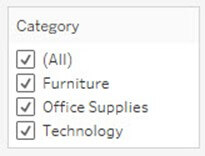 Category
(All)
Furniture
Office Supplies
Technology